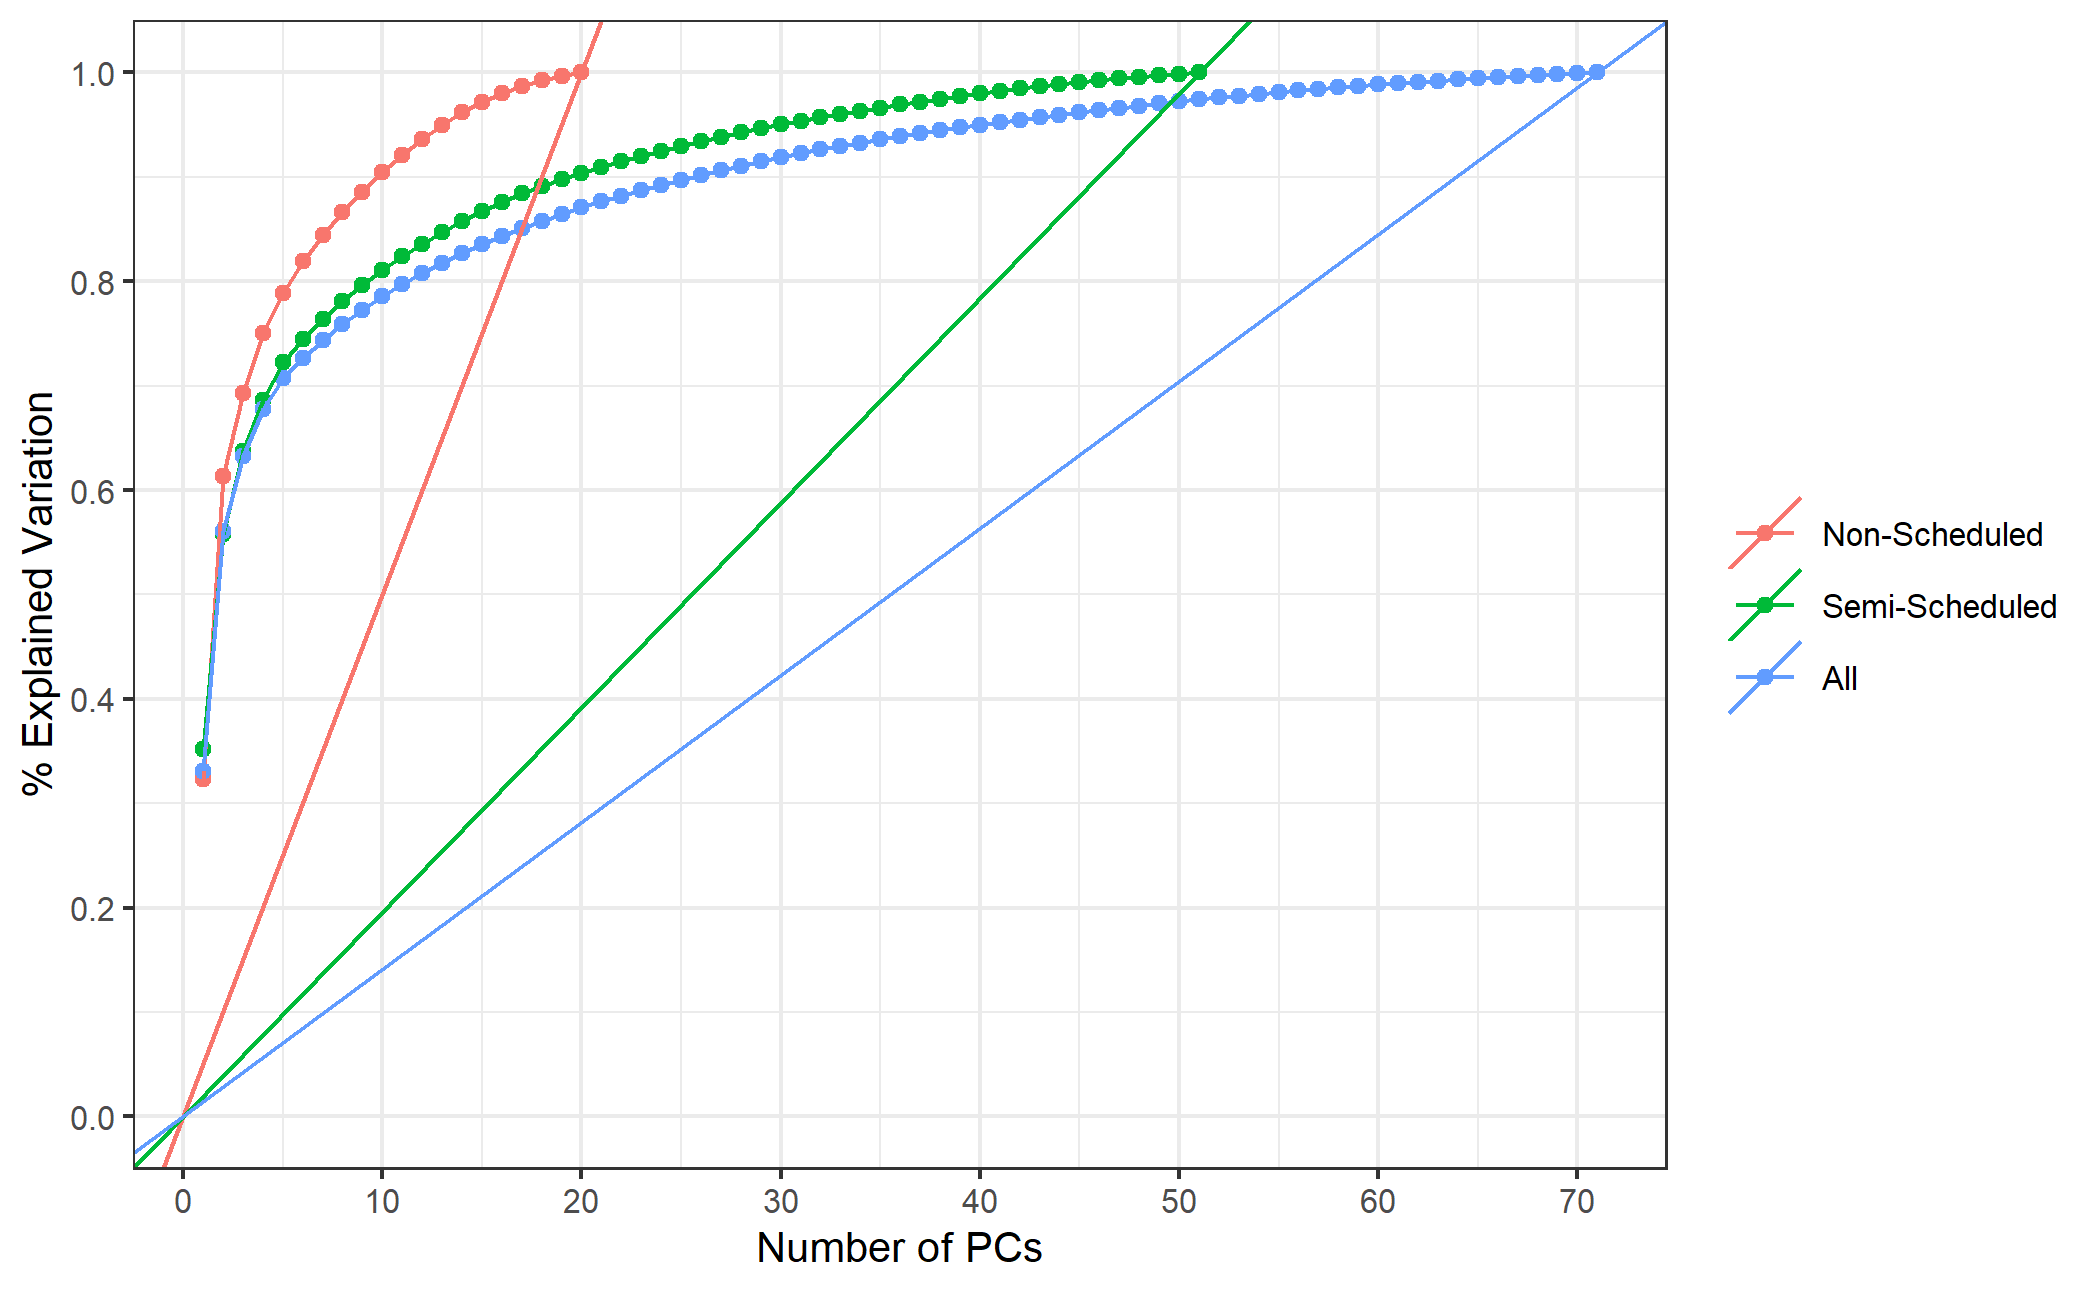 % Explained Variation
1.0
0.8
0.6
0.4
0.2
0.0
0 10 20 30 40 50 60 70
Number of PCs
Non-Scheduled
Semi-Scheduled
All